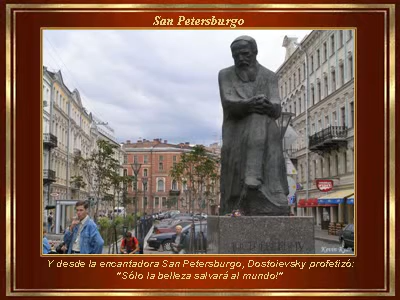 San Petersburgo
Y desde la encantadora San Petersburgo, Dostoievsky profetizó:
"Sólo la belleza salvará al mundo!"